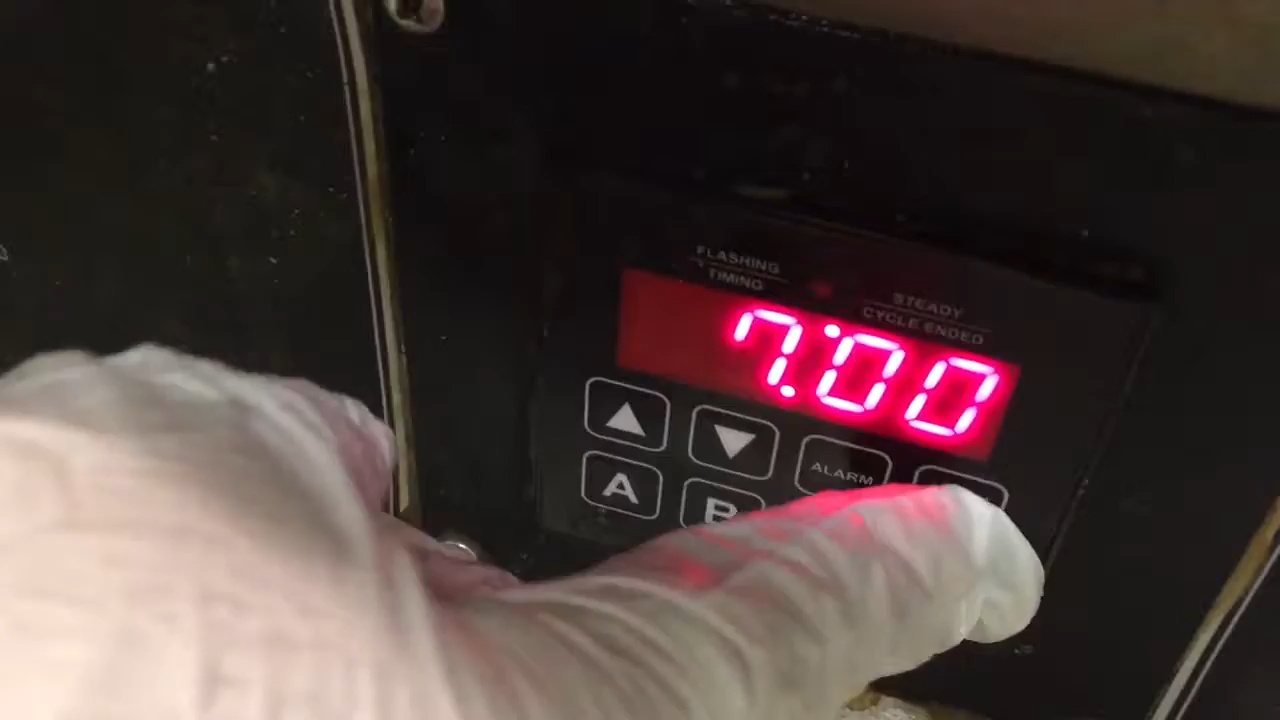 FLASHING
TIMING
STEADY
CYCLE ENDED
7:00
ALARM
A B